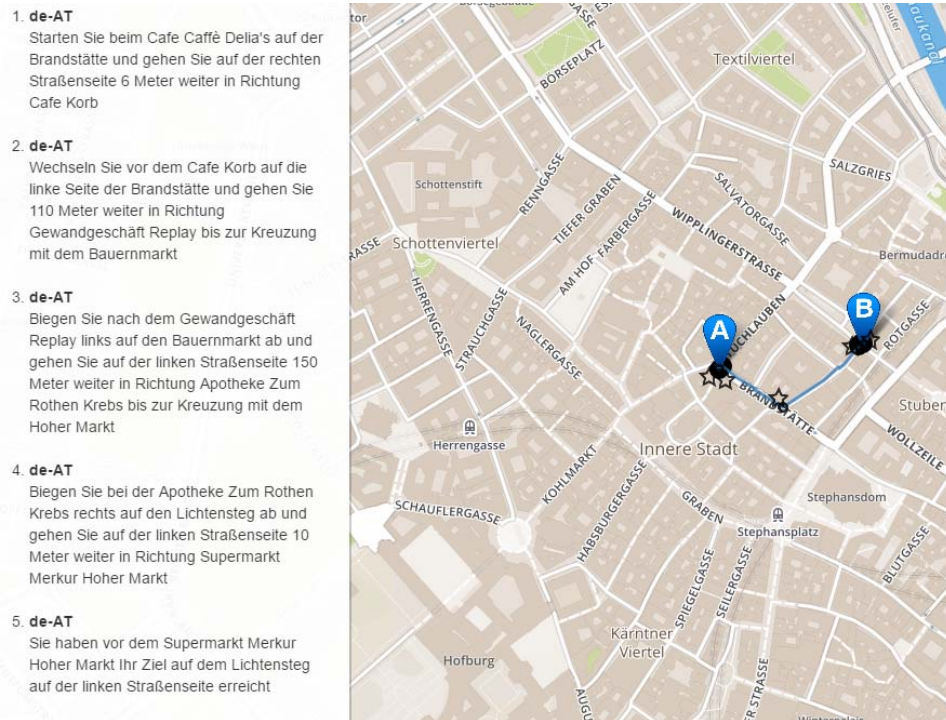 1. de-AT
Starten Sie beim Cafe Caffè Delia's auf der
Brandstätte und gehen Sie auf der rechten
Straßenseite 6 Meter weiter in Richtung
Cafe Korb
2. de-AT
Wechseln Sie vor dem Cafe Korb auf die
linke Seite der Brandstätte und gehen Sie
110 Meter weiter in Richtung
Gewandgeschäft Replay bis zur Kreuzung
mit dem Bauernmarkt
3. de-AT
Biegen Sie nach dem Gewandgeschäft
Replay links auf den Bauernmarkt ab und
gehen Sie auf der linken Straßenseite 150
Meter weiter in Richtung Apotheke Zum
Rothen Krebs bis zur Kreuzung mit dem
Hoher Markt
4. de-AT
Biegen Sie bei der Apotheke Zum Rothen
Krebs rechts auf den Lichtensteg ab und
gehen Sie auf der linken Straßenseite 10
Meter weiter in Richtung Supermarkt
Merkur Hoher Markt
5. de-AT
Sie haben vor dem Supermarkt Merkur
Hoher Markt Ihr Ziel auf dem Lichtensteg
auf der linken Straßenseite erreicht
BÖRSEPLATZ
Textilviertel
SALZGRIES
Schottenstift
RENNGASSE
TIEFER GRABEN
FÄRBERGASSE
SALVATORGASSE
WIPPLINGERSTRASSE
Schottenviertel
AM HOF
Bermudadre
RASSE
HERRENGASSE
STRAUCHGASSE
NAGLERGASSE
TUCHLAUBEN
ROTGASSE
A
B
BRANDSTÄTTE
Stuben
WOLLZEILE
Herrengasse
Innere Stadt
KOHLMARKT
HABSBURGERGASSE
GRABEN
Stephansdom
SCHAUFLERGASSE
Stephansplatz
SPIEGELGASSE
SEILERGASSE
BLUTGASSE
Kärntner
Viertel
Hofburg
AUGU
ER STRASSE
Winterpalais